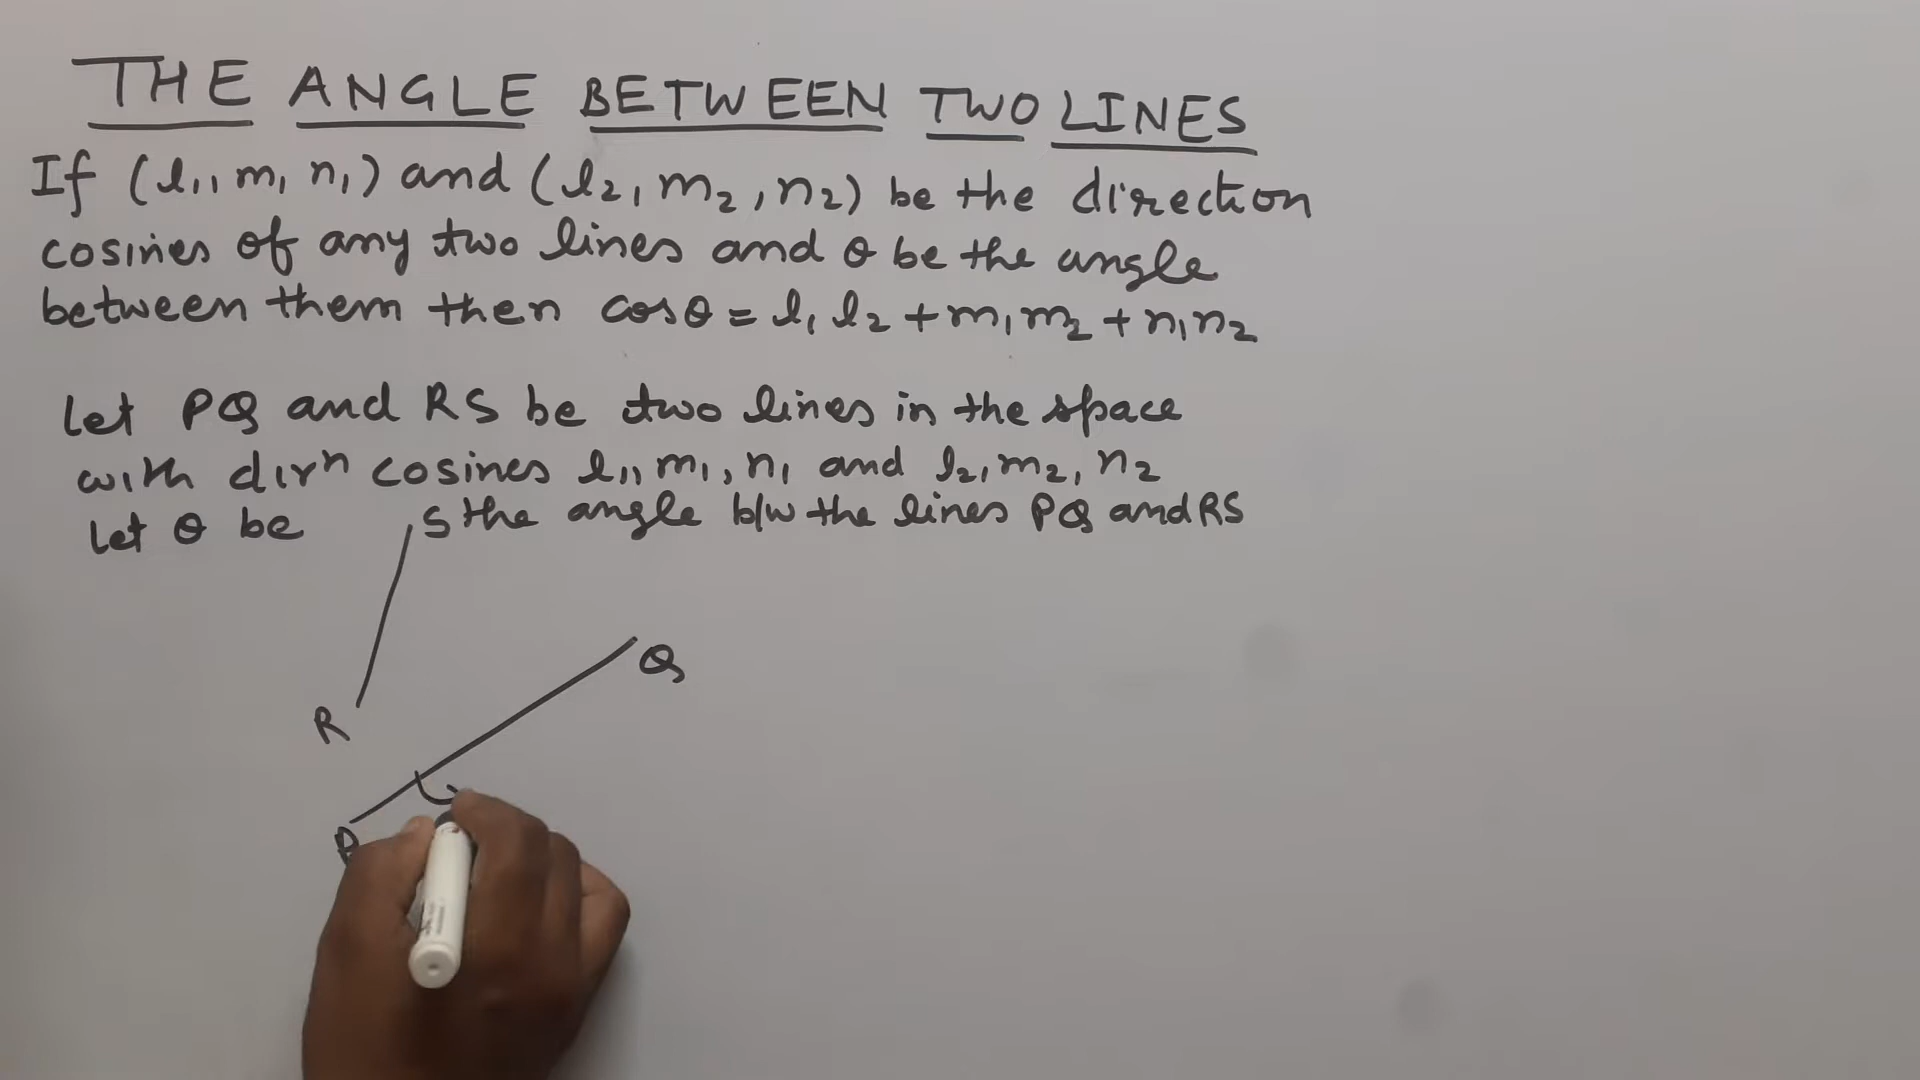 THE ANGLE BETWEEN TWO LINES
If (l₁, m₁ n₁) and (l₂, m₂, n₂) be the direction
cosines of any two lines and θ be the angle
between them then cosθ = l₁ l₂ + m₁m₂ + n₁n₂
Let PQ and RS be two lines in the space
with dirⁿ cosines l₁, m₁, n₁ and l₂, m₂, n₂
Let θ be the angle b/w the lines PQ and RS
S
Q
R
P